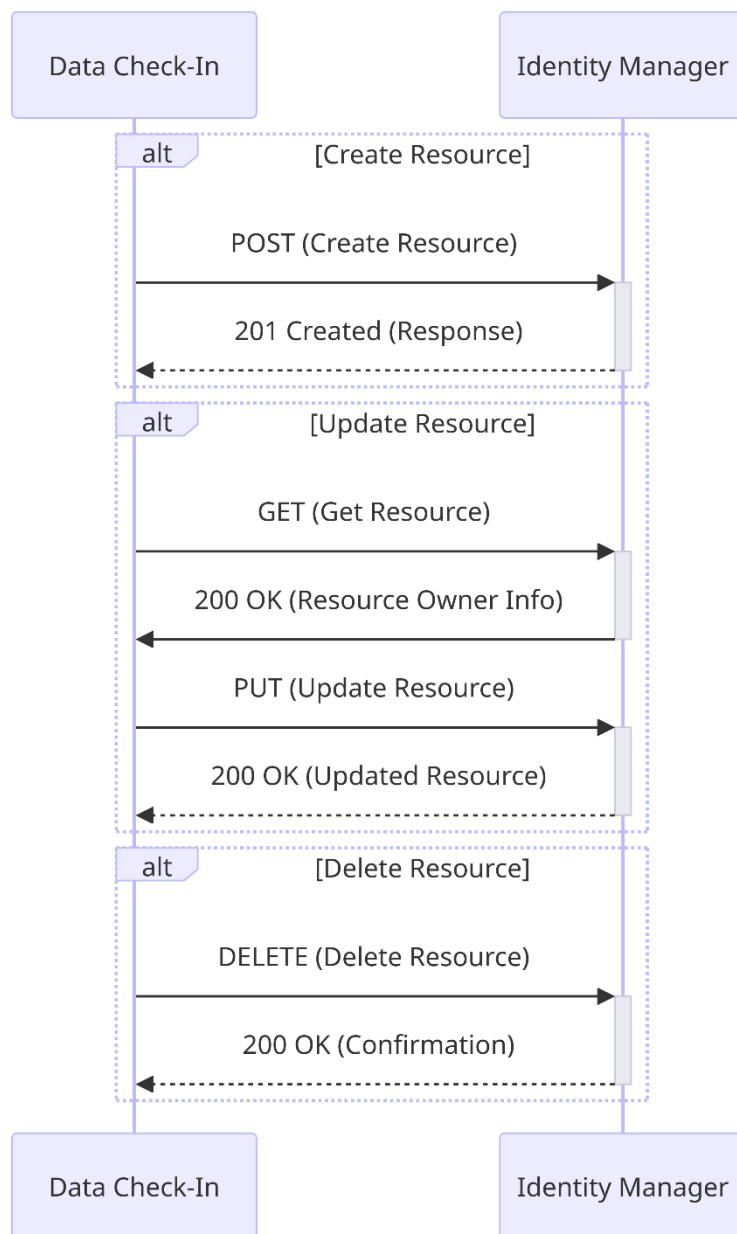 Data Check-In
Identity Manager
alt
[Create Resource]
POST (Create Resource)
201 Created (Response)
alt
[Update Resource]
GET (Get Resource)
200 OK (Resource Owner Info)
PUT (Update Resource)
200 OK (Updated Resource)
alt
[Delete Resource]
DELETE (Delete Resource)
200 OK (Confirmation)
Data Check-In
Identity Manager